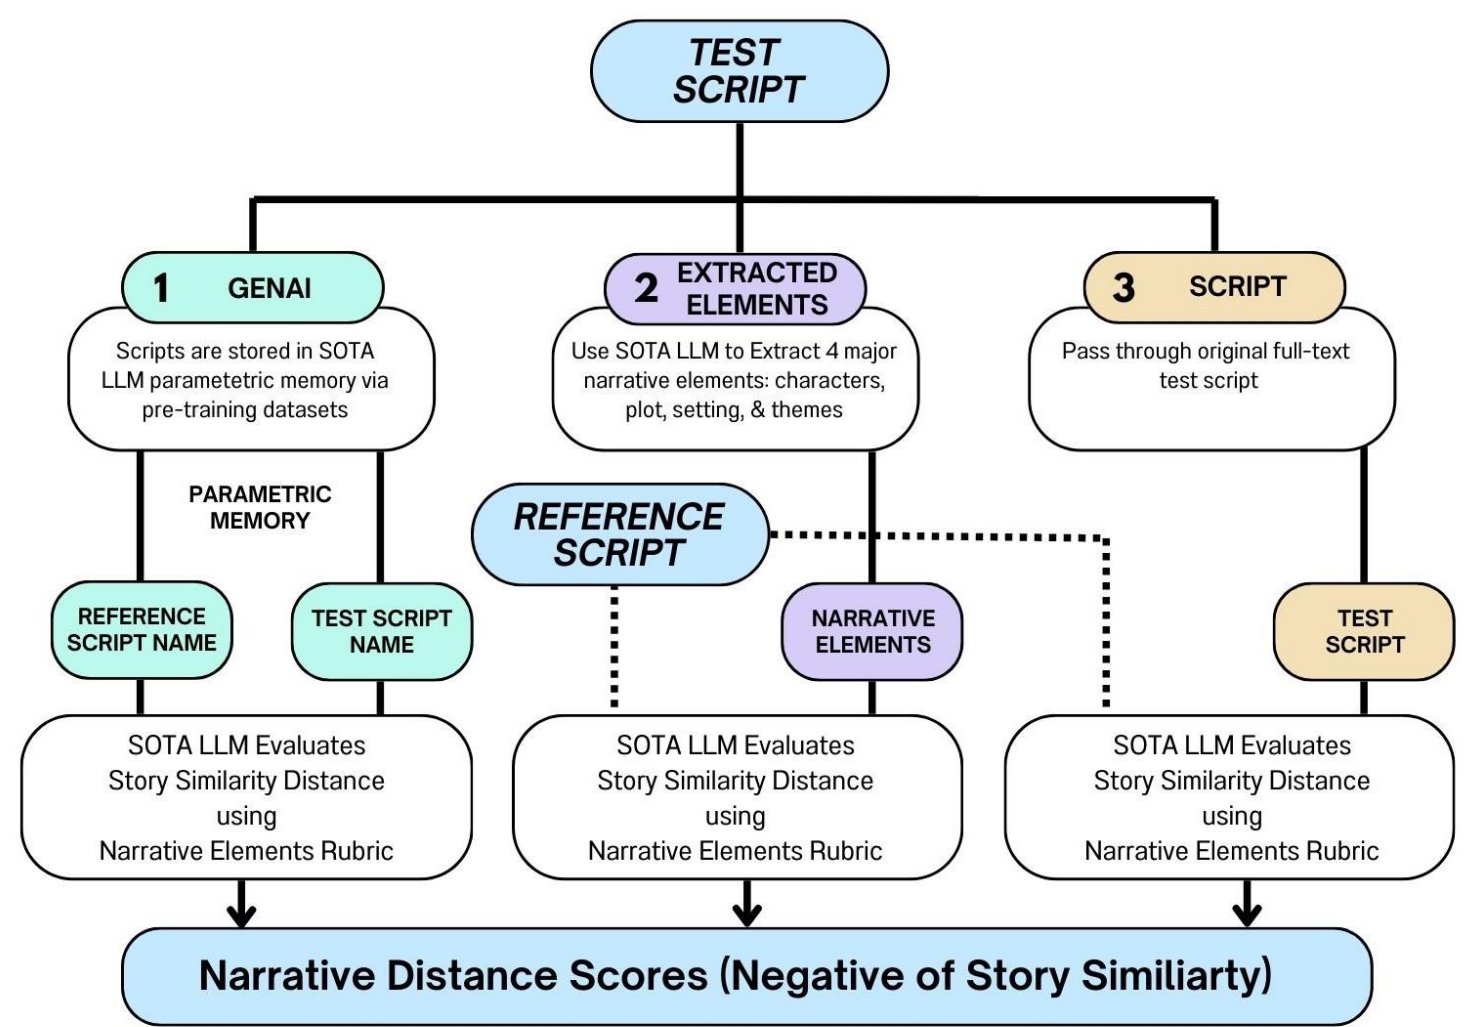 TEST
SCRIPT
1 GENAI
Scripts are stored in SOTA
LLM parametetric memory via
pre-training datasets
2 EXTRACTED
ELEMENTS
Use SOTA LLM to Extract 4 major
narrative elements: characters,
plot, setting, & themes
3 SCRIPT
Pass through original full-text
test script
PARAMETRIC
MEMORY
REFERENCE
SCRIPT
REFERENCE
SCRIPT NAME
TEST SCRIPT
NAME
NARRATIVE
ELEMENTS
TEST
SCRIPT
SOTA LLM Evaluates
Story Similarity Distance
using
Narrative Elements Rubric
SOTA LLM Evaluates
Story Similarity Distance
using
Narrative Elements Rubric
SOTA LLM Evaluates
Story Similarity Distance
using
Narrative Elements Rubric
Narrative Distance Scores (Negative of Story Similiarty)